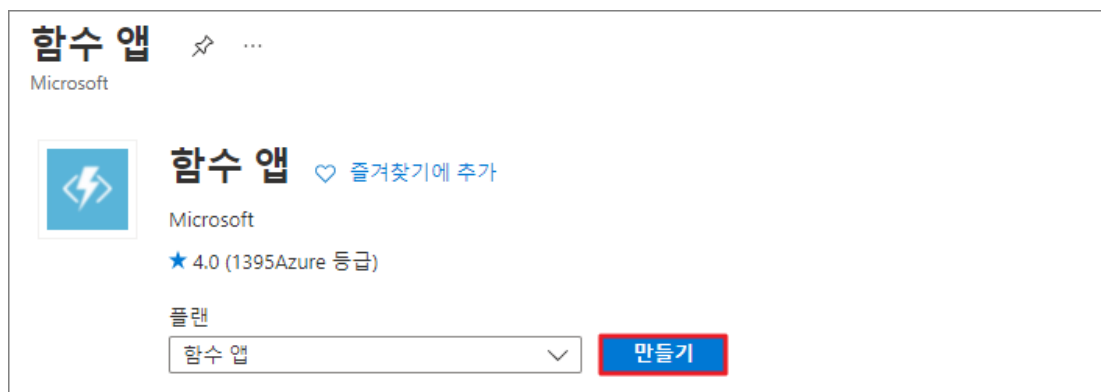 함수 앱 ...
Microsoft
함수 앱 즐겨찾기에 추가
Microsoft
4.0 (1395Azure 등급)
플랜
함수 앱 만들기